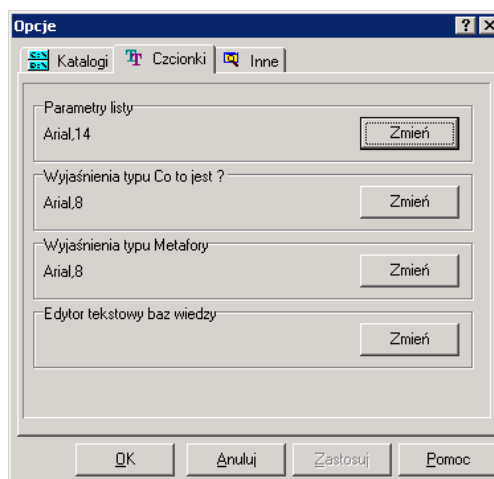 Opcje
Katalogi Czcionki Inne
Parametry listy
Arial,14 Zmień
Wyjaśnienia typu Co to jest ?
Arial,8 Zmień
Wyjaśnienia typu Metafory
Arial,8 Zmień
Edytor tekstowy baz wiedzy
Zmień
OK Anuluj Zastosuj Pomoc